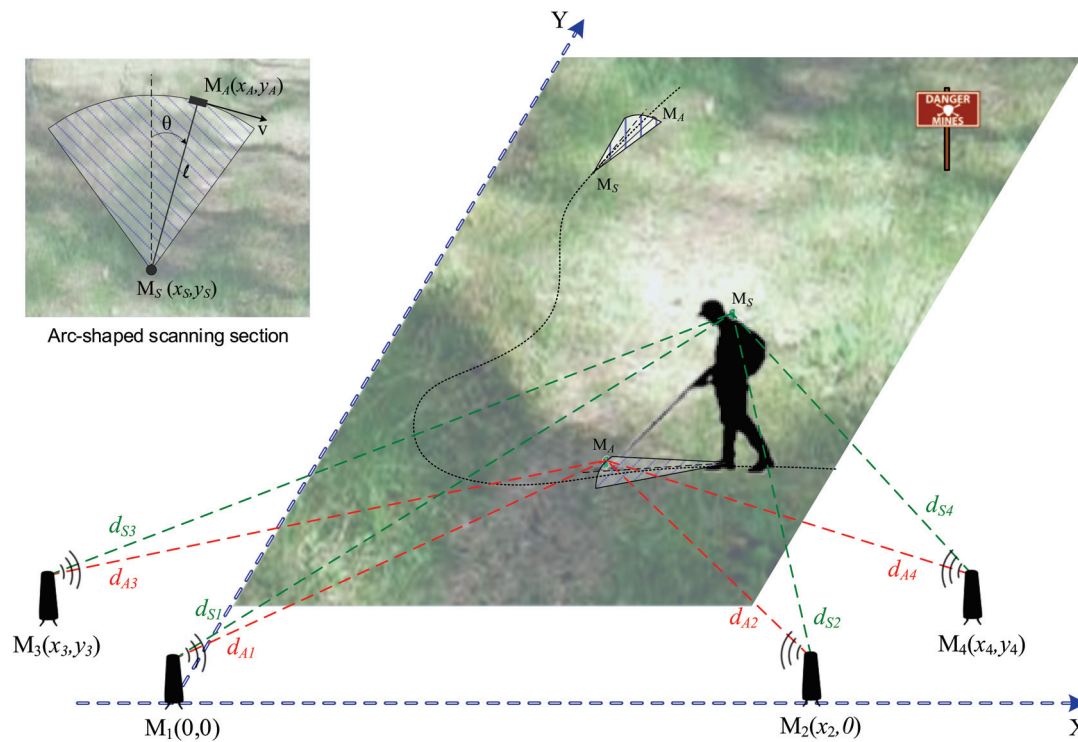 Y
M_A(x_A,y_A)
v
θ
ℓ
M_S (x_S,y_S)
Arc-shaped scanning section
DANGER
MINES
M_A
M_S
M_S
M_A
d_S3
d_S4
d_A3
d_A4
d_S1
d_A1
d_A2
d_S2
M_3(x_3,y_3)
M_4(x_4,y_4)
M_1(0,0)
M_2(x_2,0)
X